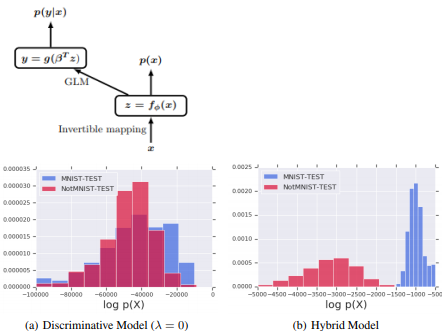 p(y|x)
y = g(β^T z)
p(x)
GLM
z = f_ϕ(x)
Invertible mapping
x
0.000035
0.000030
0.000025
0.000020
0.000015
0.000010
0.000005
0.000000
MNIST-TEST
NotMNIST-TEST
−100000 −80000 −60000 −40000 −20000 0
log p(X)
0.0025
0.0020
0.0015
0.0010
0.0005
0.0000
MNIST-TEST
NotMNIST-TEST
−5000 −4500 −4000 −3500 −3000 −2500 −2000 −1500 −1000 −500
log p(X)
(a) Discriminative Model (λ = 0)
(b) Hybrid Model